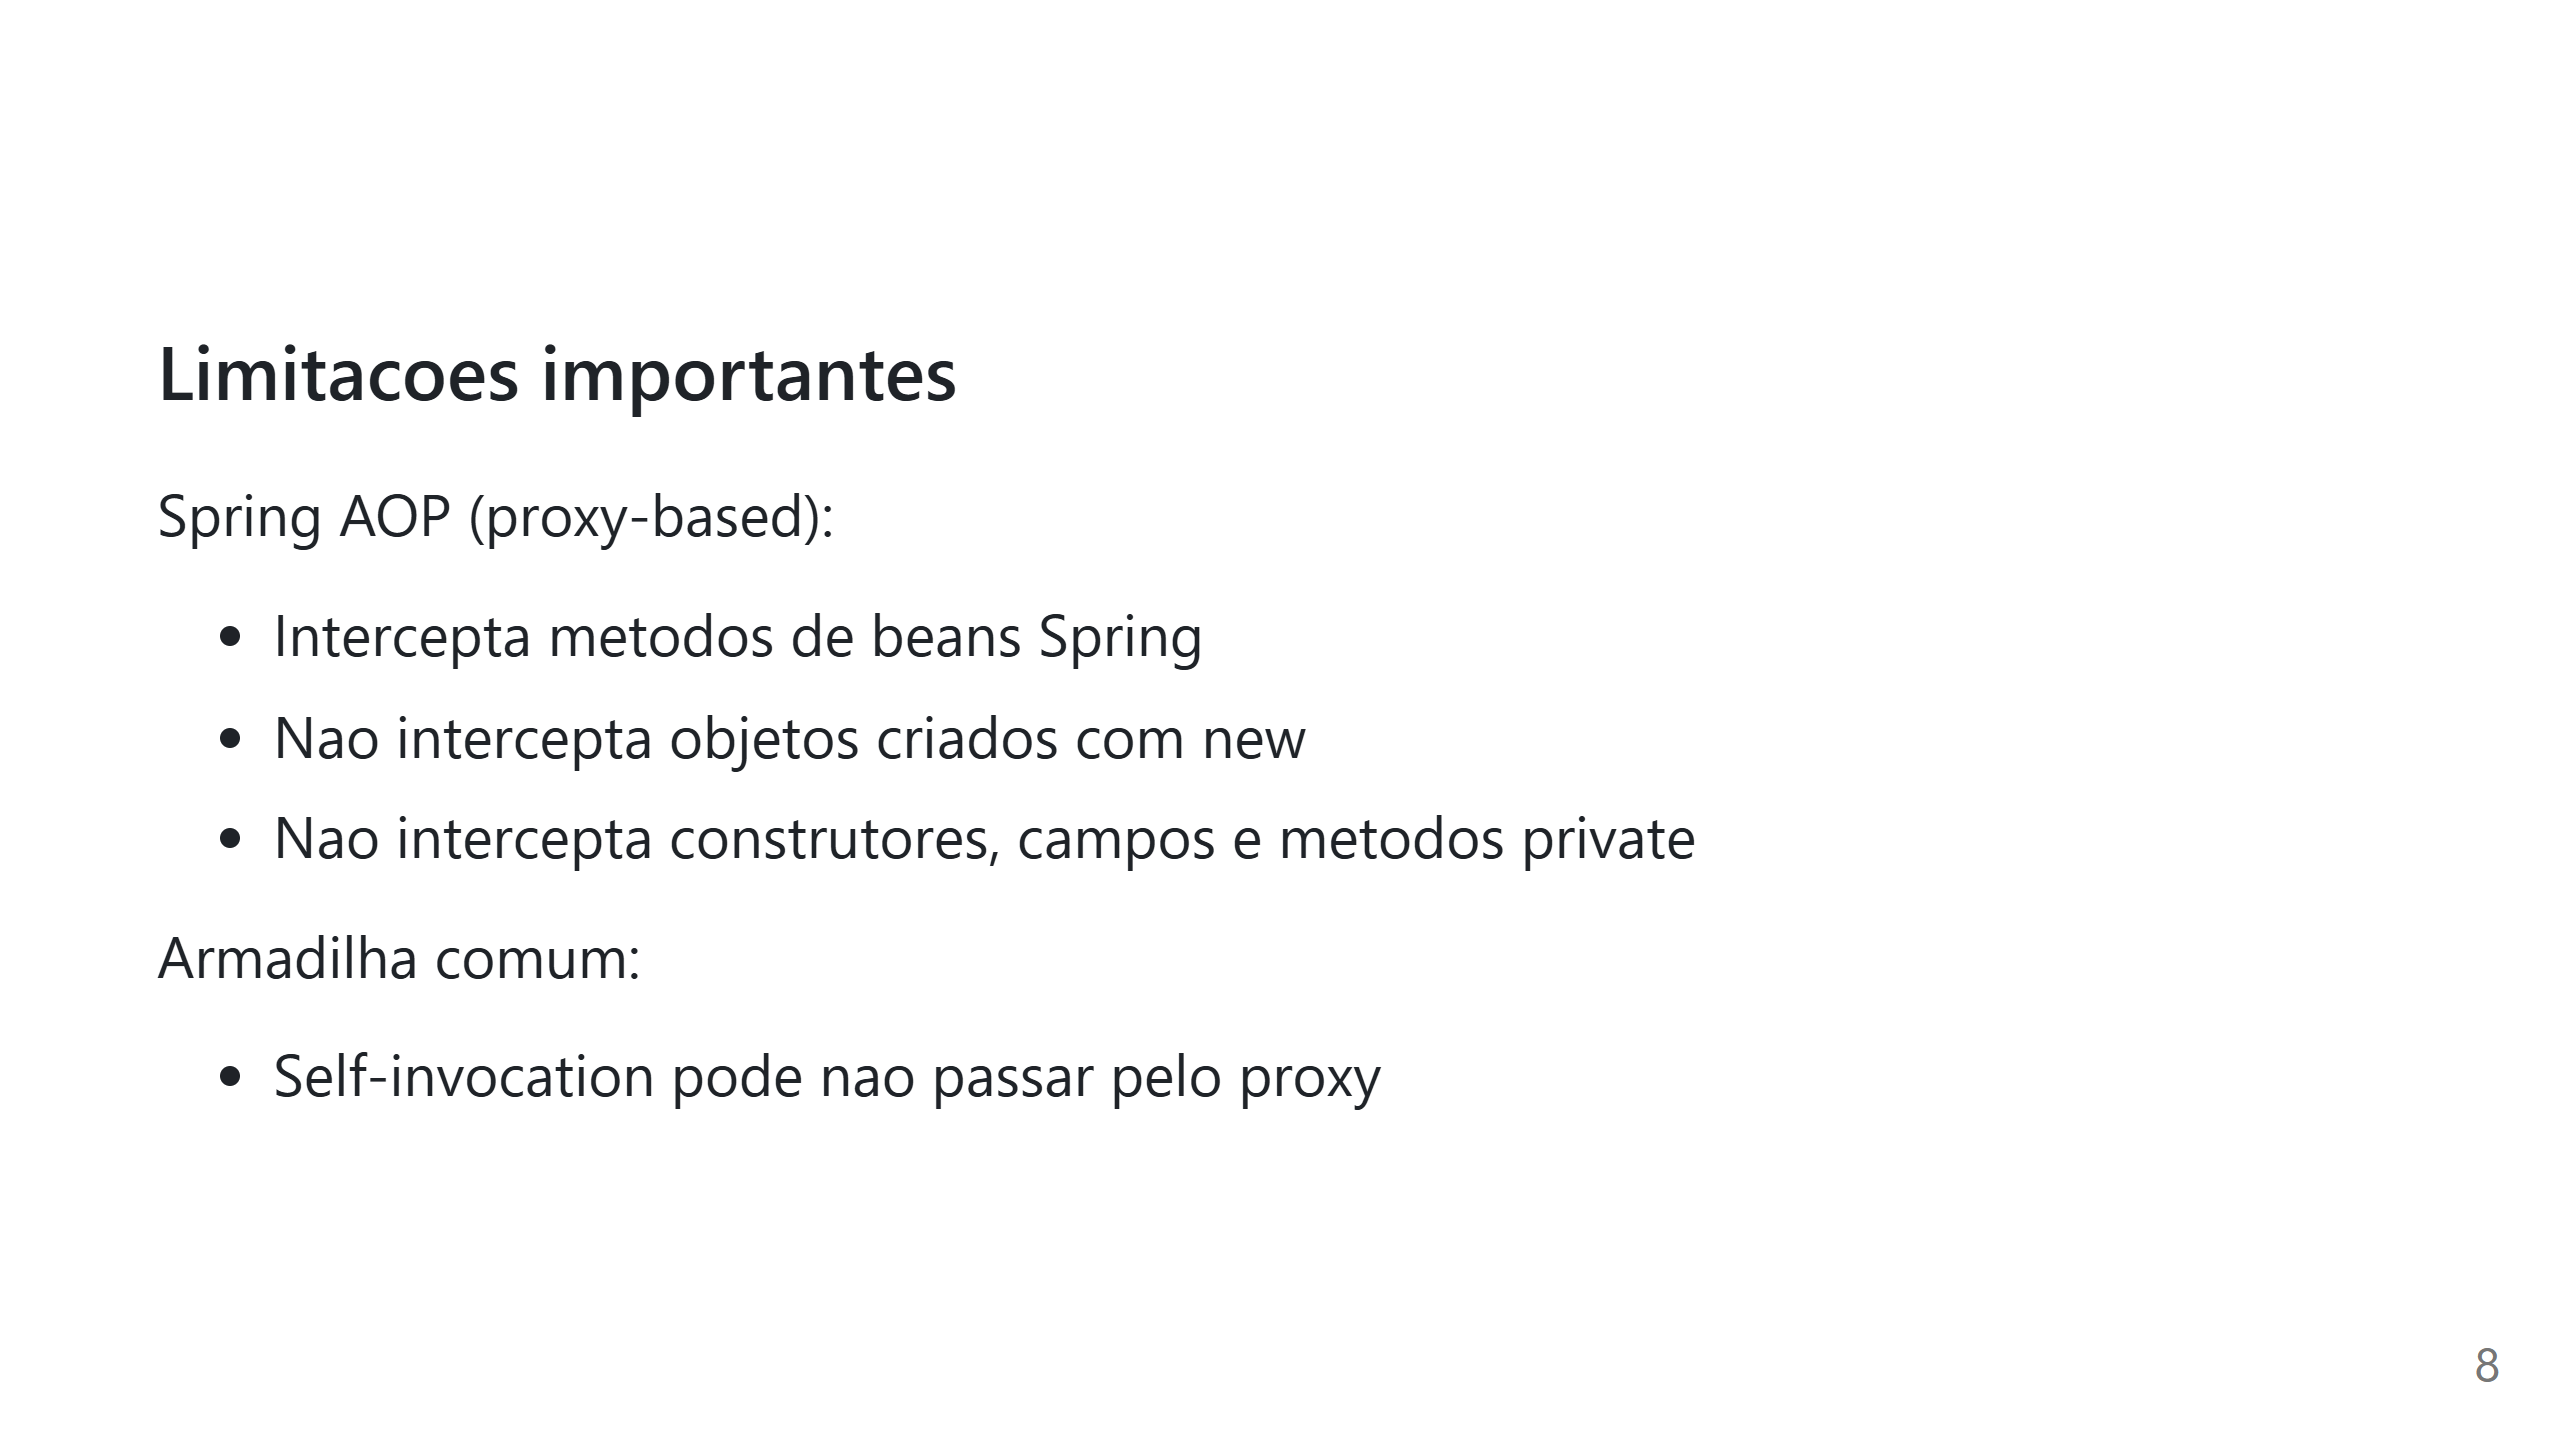 Limitacoes importantes
Spring AOP (proxy-based):
• Intercepta metodos de beans Spring
• Nao intercepta objetos criados com new
• Nao intercepta construtores, campos e metodos private
Armadilha comum:
• Self-invocation pode nao passar pelo proxy
8